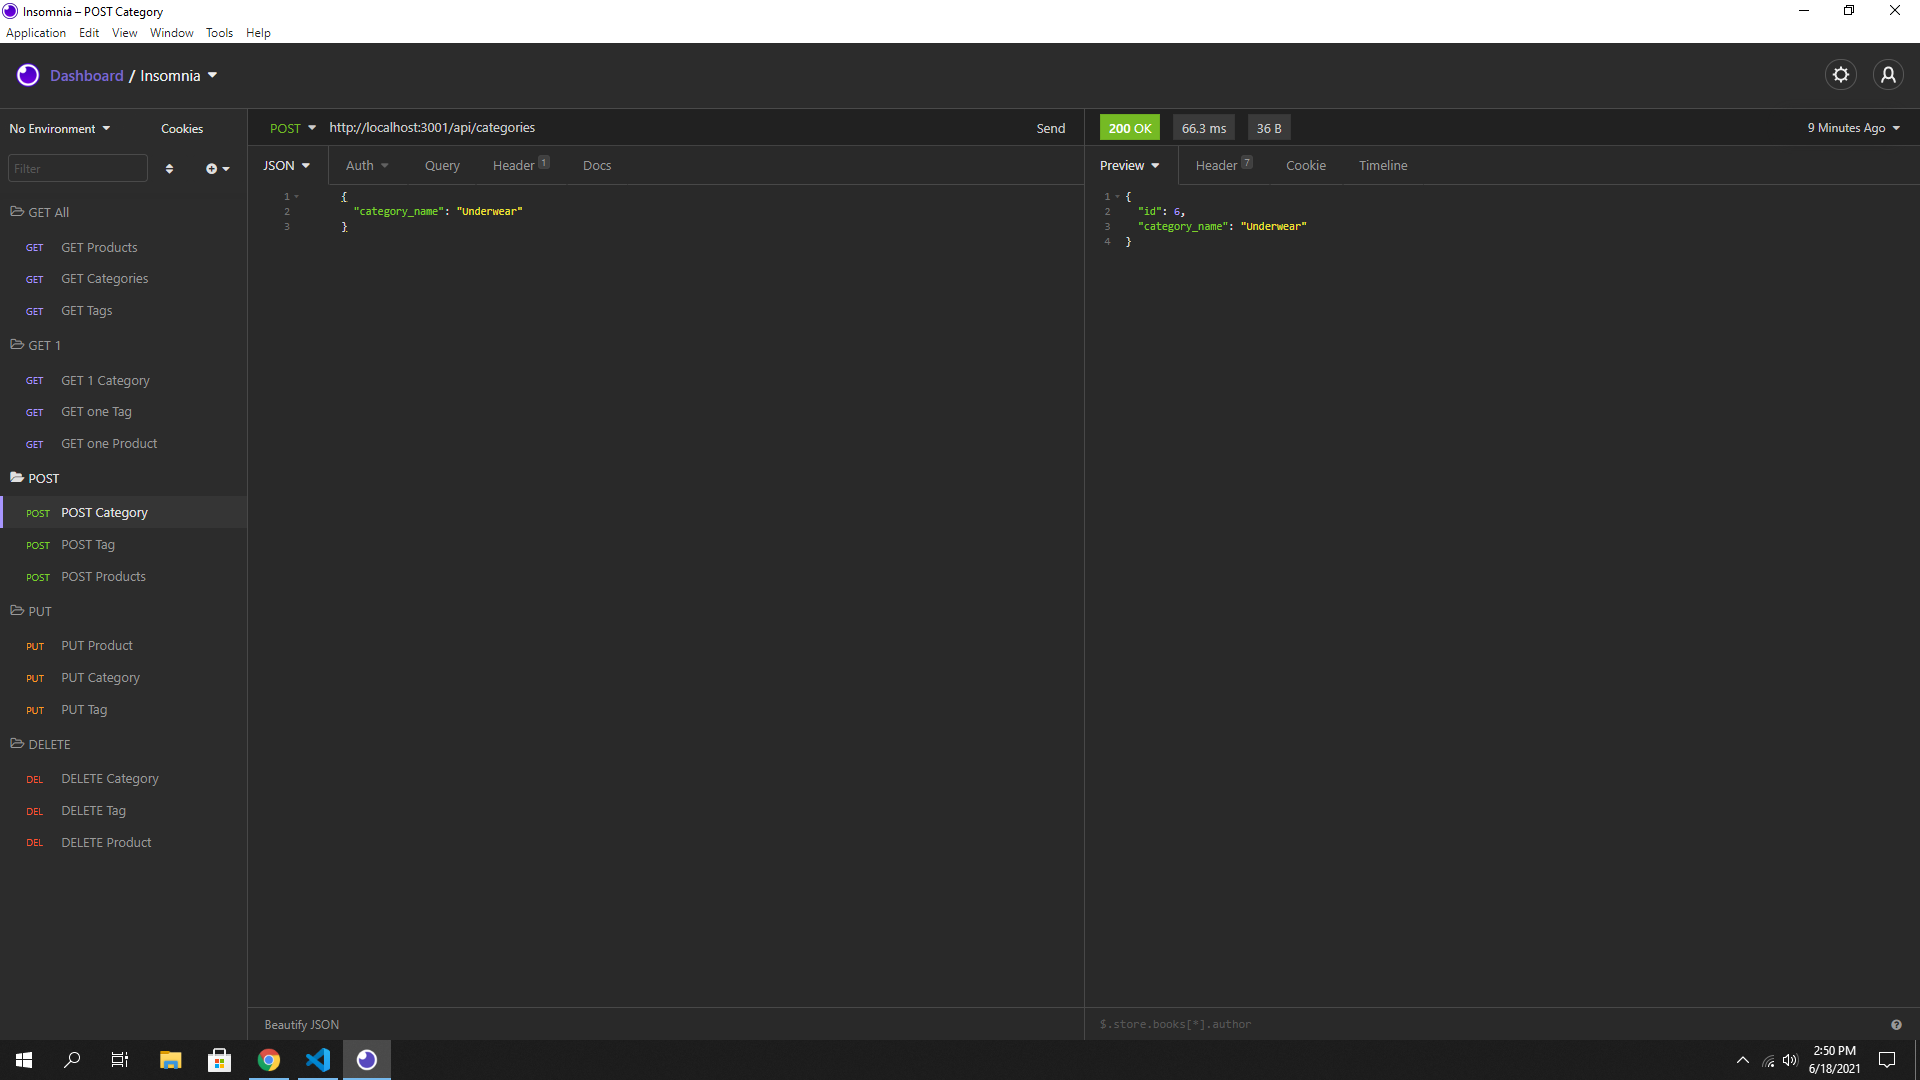 Insomnia – POST Category
Application Edit View Window Tools Help
Dashboard / Insomnia
No Environment Cookies
Filter
GET All
GET GET Products
GET GET Categories
GET GET Tags
GET 1
GET GET 1 Category
GET GET one Tag
GET GET one Product
POST
POST POST Category
POST POST Tag
POST POST Products
PUT
PUT PUT Product
PUT PUT Category
PUT PUT Tag
DELETE
DEL DELETE Category
DEL DELETE Tag
DEL DELETE Product
POST http://localhost:3001/api/categories Send
JSON Auth Query Header 1 Docs
1 {
2 "category_name": "Underwear"
3 }
Beautify JSON
200 OK 66.3 ms 36 B 9 Minutes Ago
Preview Header 7 Cookie Timeline
1 {
2 "id": 6,
3 "category_name": "Underwear"
4 }
$.store.books[*].author
2:50 PM
6/18/2021